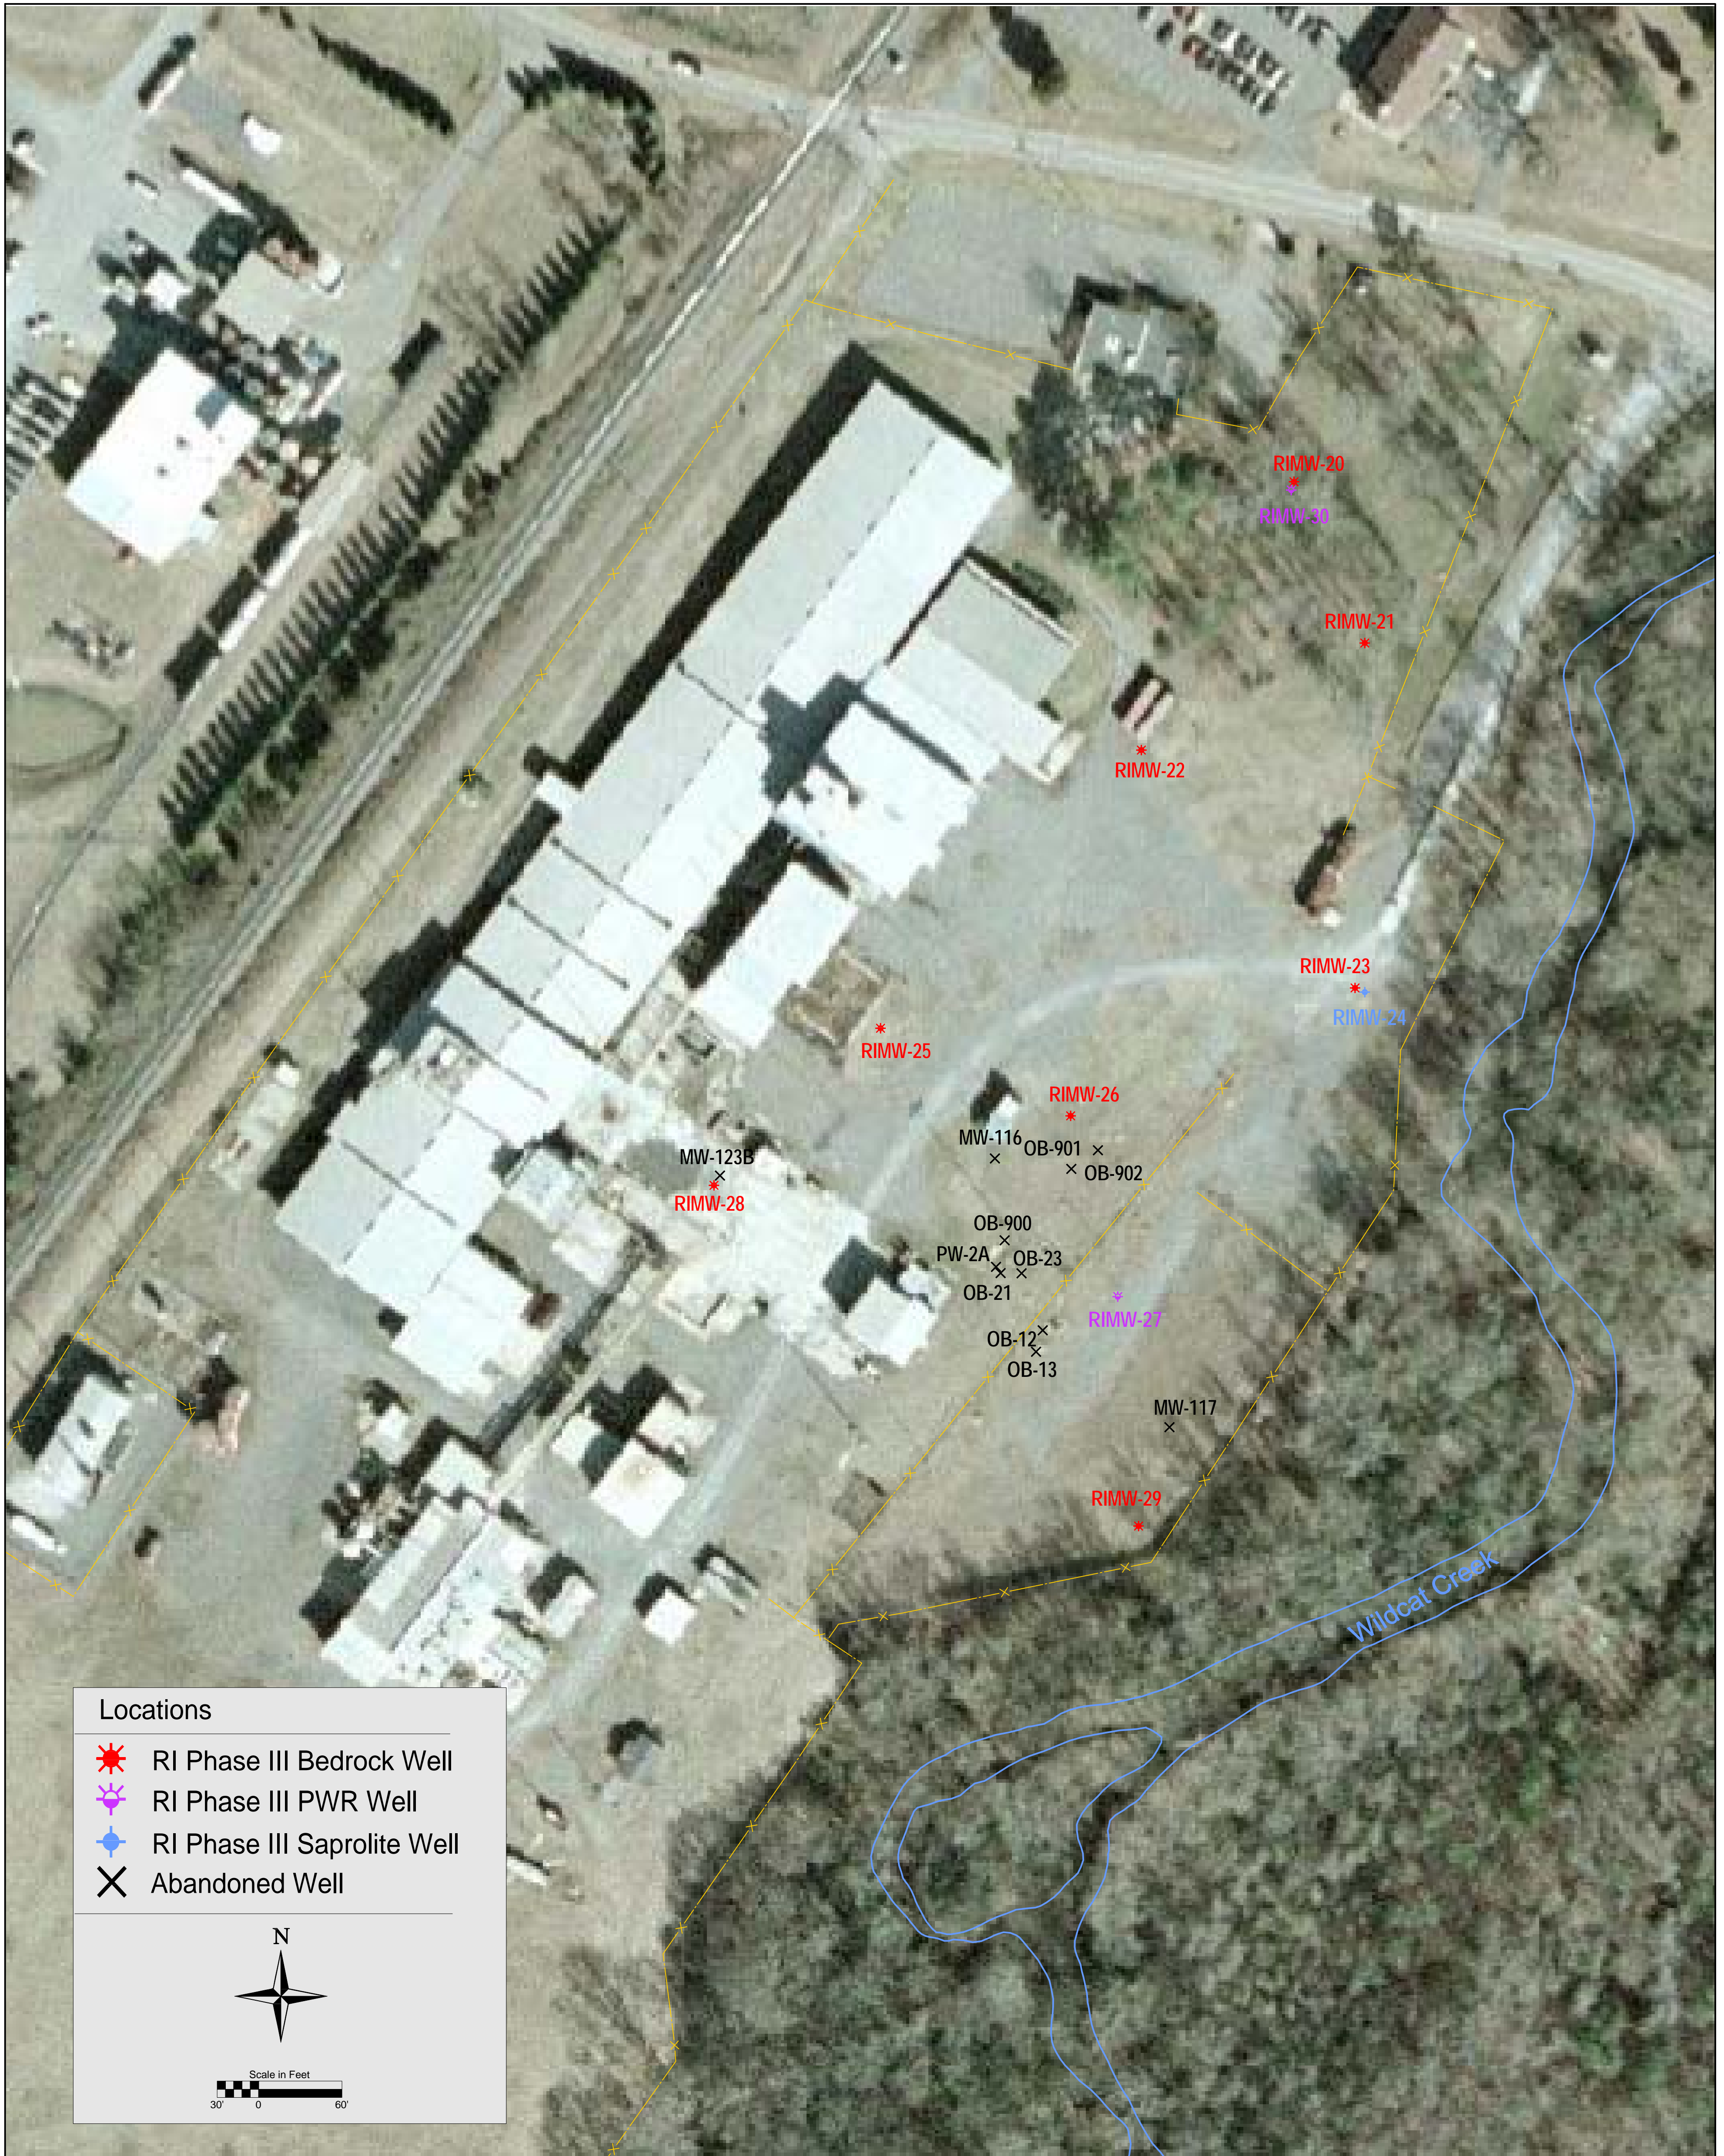 RIMW-20
RIMW-30
RIMW-21
RIMW-22
RIMW-23
RIMW-24
RIMW-25
RIMW-26
MW-116
OB-901
OB-902
MW-123B
RIMW-28
OB-900
PW-2A
OB-23
OB-21
RIMW-27
OB-12
OB-13
MW-117
RIMW-29
Wildcat Creek
Locations
RI Phase III Bedrock Well
RI Phase III PWR Well
RI Phase III Saprolite Well
Abandoned Well
N
Scale in Feet
30' 0 60'